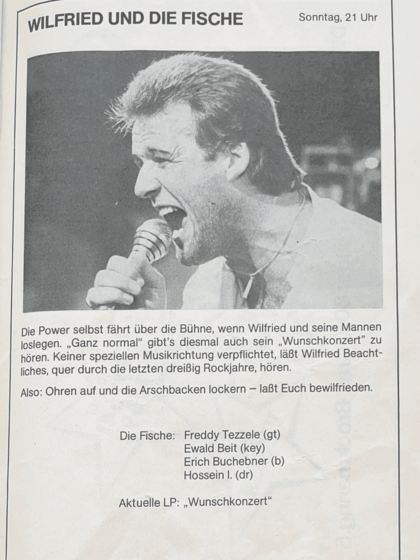 WILFRIED UND DIE FISCHE
Sonntag, 21 Uhr
Die Power selbst fährt über die Bühne, wenn Wilfried und seine Mannen
loslegen. „Ganz normal“ gibt's diesmal auch sein „Wunschkonzert“ zu
hören. Keiner speziellen Musikrichtung verpflichtet, läßt Wilfried Beacht-
liches, quer durch die letzten dreißig Rockjahre, hören.
Also: Ohren auf und die Arschbacken lockern – laßt Euch bewilfrieden.
Die Fische: Freddy Tezzele (gt)
Ewald Beit (key)
Erich Buchebner (b)
Hossein I. (dr)
Aktuelle LP: „Wunschkonzert“